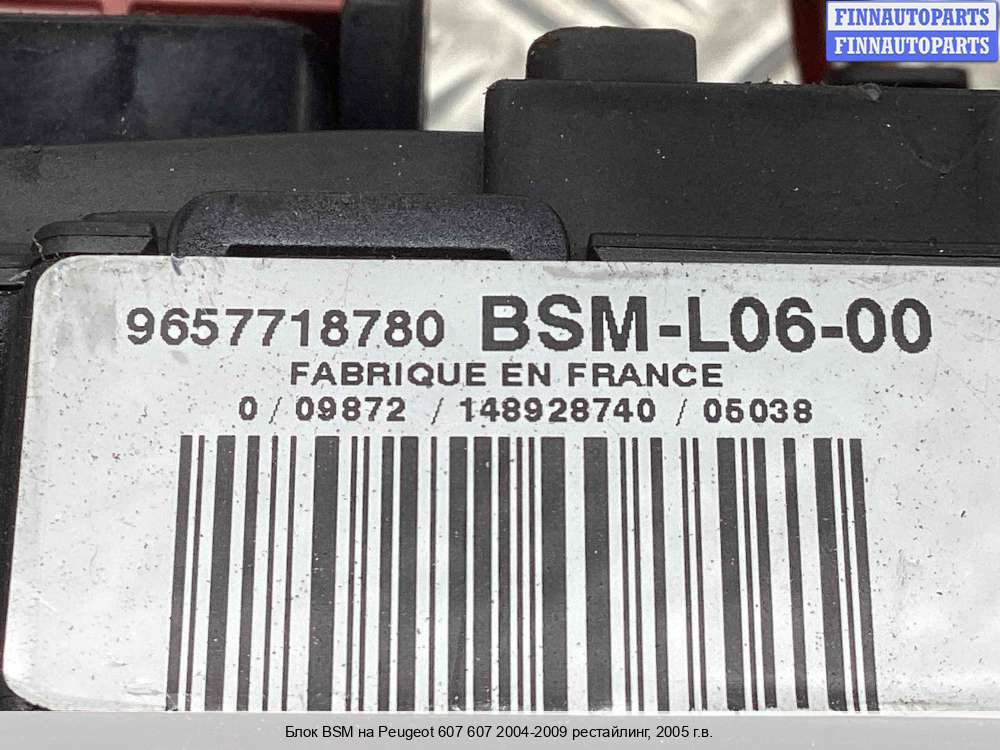 FINNAUTOPARTS
FINNAUTOPARTS
9657718780 BSM-L06-00
FABRIQUE EN FRANCE
0 / 09872 / 148928740 / 05038
Блок BSM на Peugeot 607 607 2004-2009 рестайлинг, 2005 г.в.